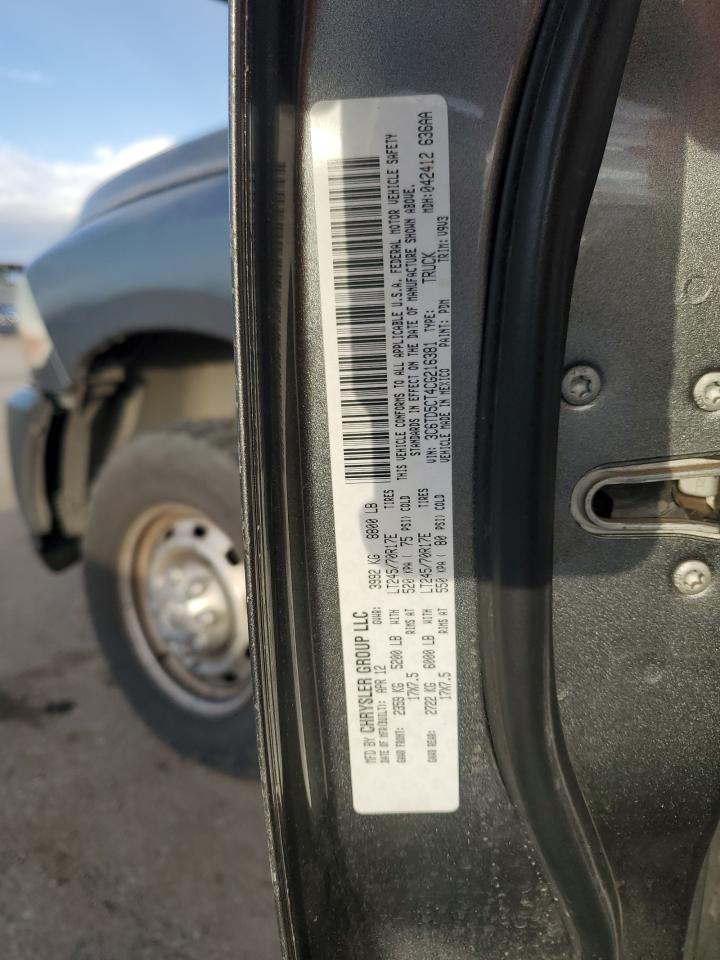 MFD BY CHRYSLER GROUP LLC
DATE OF MFR(BUILT): APR 12 GVWR: 3992 KG 8800 LB
GAWR FRONT: 2359 KG 5200 LB WITH LT245/70R17E TIRES
17X7.5 RIMS AT 520 KPA ( 75 PSI) COLD
GAWR REAR: 2722 KG 6000 LB WITH LT245/70R17E TIRES
17X7.5 RIMS AT 550 KPA ( 80 PSI) COLD
THIS VEHICLE CONFORMS TO ALL APPLICABLE U.S.A. FEDERAL MOTOR VEHICLE SAFETY
STANDARDS IN EFFECT ON THE DATE OF MANUFACTURE SHOWN ABOVE.
VIN: 3C6TD5CT4CG216381 TYPE: TRUCK MDH: 042412 636AA
VEHICLE MADE IN MEXICO PAINT: PDM TRIM: V9V3